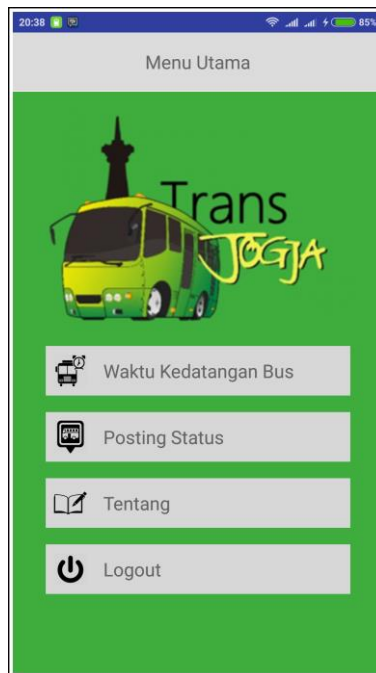 20:38
85%
Menu Utama
Trans
JOGJA
Waktu Kedatangan Bus
Posting Status
Tentang
Logout